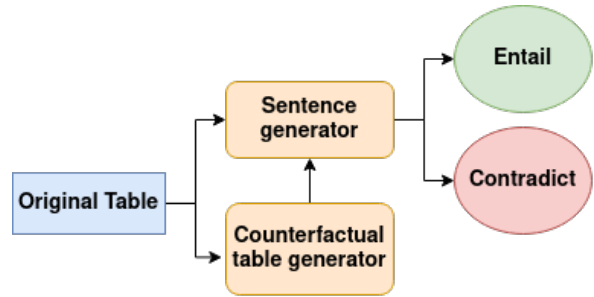 Original Table
Sentence
generator
Counterfactual
table generator
Entail
Contradict